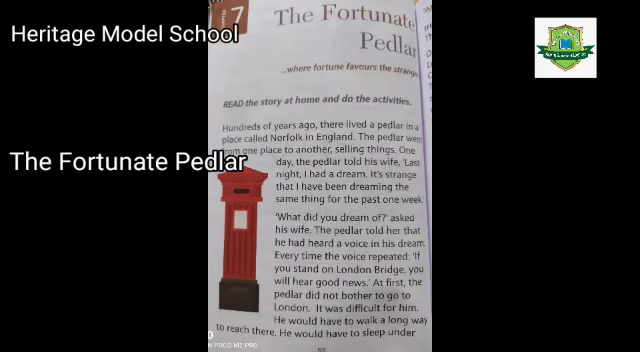 Heritage Model School
The Fortunate Pedlar
CHAPTER 7
The Fortunate
Pedlar
...where fortune favours the strange
READ the story at home and do the activities.
Hundreds of years ago, there lived a pedlar in a
place called Norfolk in England. The pedlar went
from one place to another, selling things. One
day, the pedlar told his wife, 'Last
night, I had a dream. It's strange
that I have been dreaming the
same thing for the past one week.'
'What did you dream of?' asked
his wife. The pedlar told her that
he had heard a voice in his dream.
Every time the voice repeated: 'If
you stand on London Bridge, you
will hear good news.' At first, the
pedlar did not bother to go to
London. It was difficult for him.
He would have to walk a long way
to reach there. He would have to sleep under
POCO M2 PRO